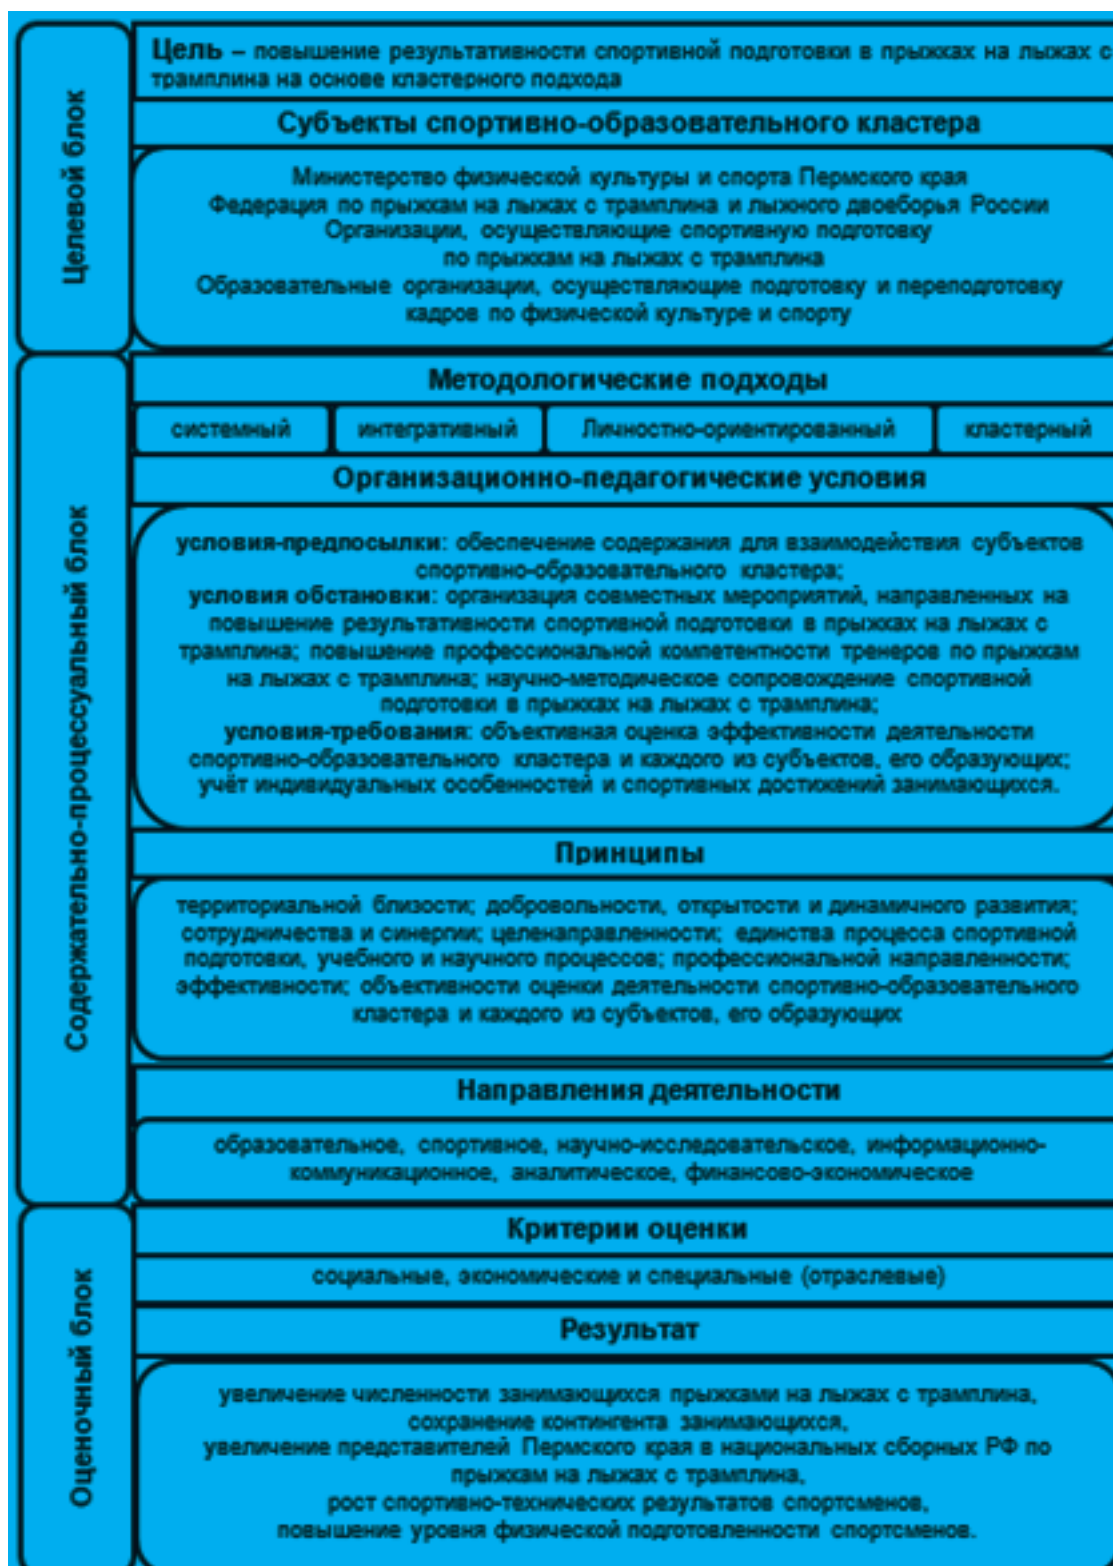 Целевой блок
Цель – повышение результативности спортивной подготовки в прыжках на лыжах с
трамплина на основе кластерного подхода
Субъекты спортивно-образовательного кластера
Министерство физической культуры и спорта Пермского края
Федерация по прыжкам на лыжах с трамплина и лыжного двоеборья России
Организации, осуществляющие спортивную подготовку
по прыжкам на лыжах с трамплина
Образовательные организации, осуществляющие подготовку и переподготовку
кадров по физической культуре и спорту
Содержательно-процессуальный блок
Методологические подходы
системный
интегративный
Личностно-ориентированный
кластерный
Организационно-педагогические условия
условия-предпосылки: обеспечение содержания для взаимодействия субъектов
спортивно-образовательного кластера;
условия обстановки: организация совместных мероприятий, направленных на
повышение результативности спортивной подготовки в прыжках на лыжах с
трамплина; повышение профессиональной компетентности тренеров по прыжкам
на лыжах с трамплина; научно-методическое сопровождение спортивной
подготовки в прыжках на лыжах с трамплина;
условия-требования: объективная оценка эффективности деятельности
спортивно-образовательного кластера и каждого из субъектов, его образующих;
учёт индивидуальных особенностей и спортивных достижений занимающихся.
Принципы
территориальной близости; добровольности, открытости и динамичного развития;
сотрудничества и синергии; целенаправленности; единства процесса спортивной
подготовки, учебного и научного процессов; профессиональной направленности;
эффективности; объективности оценки деятельности спортивно-образовательного
кластера и каждого из субъектов, его образующих
Направления деятельности
образовательное, спортивное, научно-исследовательское, информационно-
коммуникационное, аналитическое, финансово-экономическое
Оценочный блок
Критерии оценки
социальные, экономические и специальные (отраслевые)
Результат
увеличение численности занимающихся прыжками на лыжах с трамплина,
сохранение контингента занимающихся,
увеличение представителей Пермского края в национальных сборных РФ по
прыжкам на лыжах с трамплина,
рост спортивно-технических результатов спортсменов,
повышение уровня физической подготовленности спортсменов.